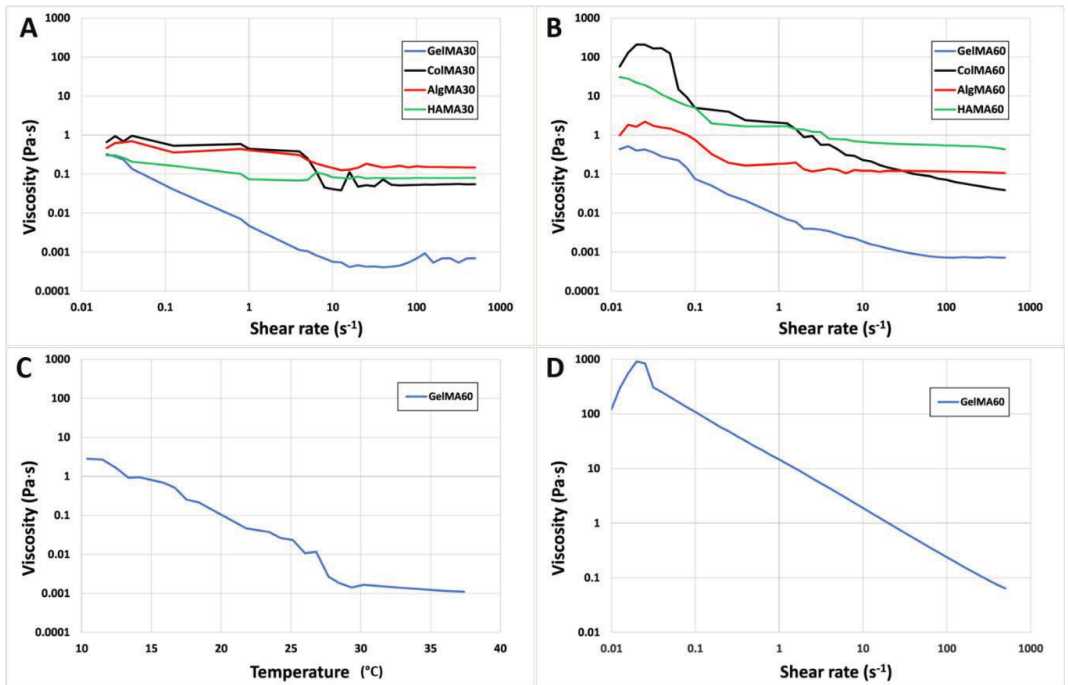 A
1000
100
10
1
0.1
0.01
0.001
0.0001
Viscosity (Pa·s)
GelMA30
ColMA30
AlgMA30
HAMA30
0.01 0.1 1 10 100 1000
Shear rate (s⁻¹)
B
1000
100
10
1
0.1
0.01
0.001
0.0001
Viscosity (Pa·s)
GelMA60
ColMA60
AlgMA60
HAMA60
0.01 0.1 1 10 100 1000
Shear rate (s⁻¹)
C
1000
100
10
1
0.1
0.01
0.001
0.0001
Viscosity (Pa·s)
GelMA60
10 15 20 25 30 35 40
Temperature (°C)
D
1000
100
10
1
0.1
0.01
Viscosity (Pa·s)
GelMA60
0.01 0.1 1 10 100 1000
Shear rate (s⁻¹)